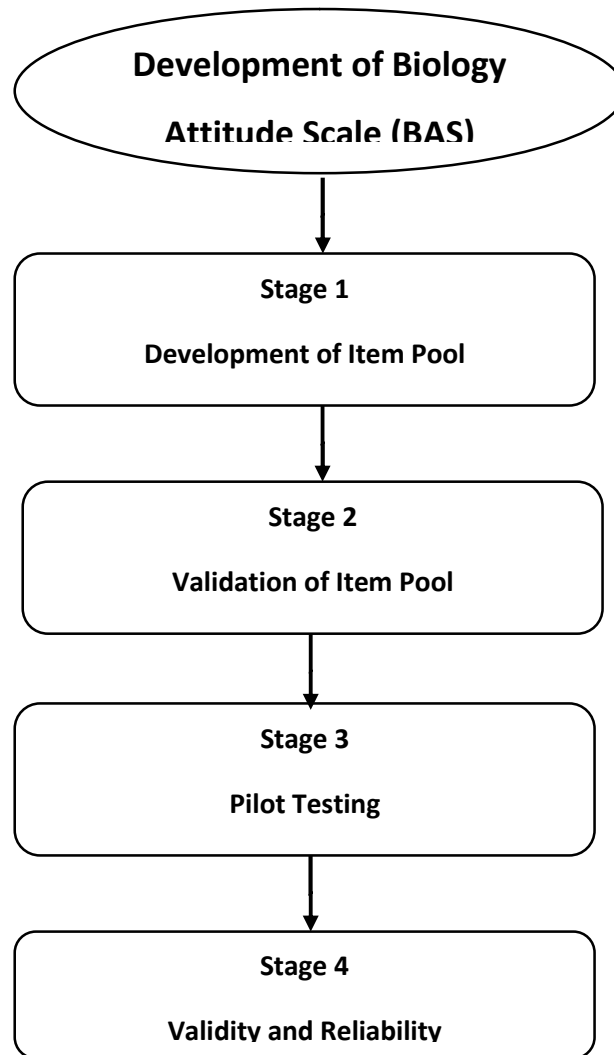 Development of Biology
Attitude Scale (BAS)
Stage 1
Development of Item Pool
Stage 2
Validation of Item Pool
Stage 3
Pilot Testing
Stage 4
Validity and Reliability